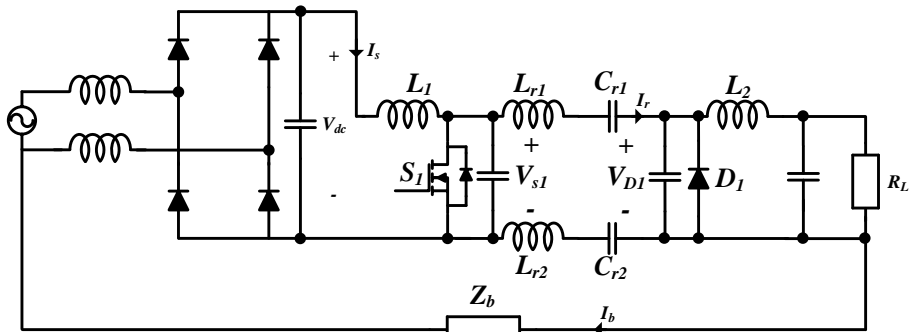 +
I_s
L_1
L_r1
C_r1
I_r
L_2
V_dc
S_1
+
V_s1
-
+
V_D1
-
D_1
R_L
-
L_r2
C_r2
Z_b
I_b